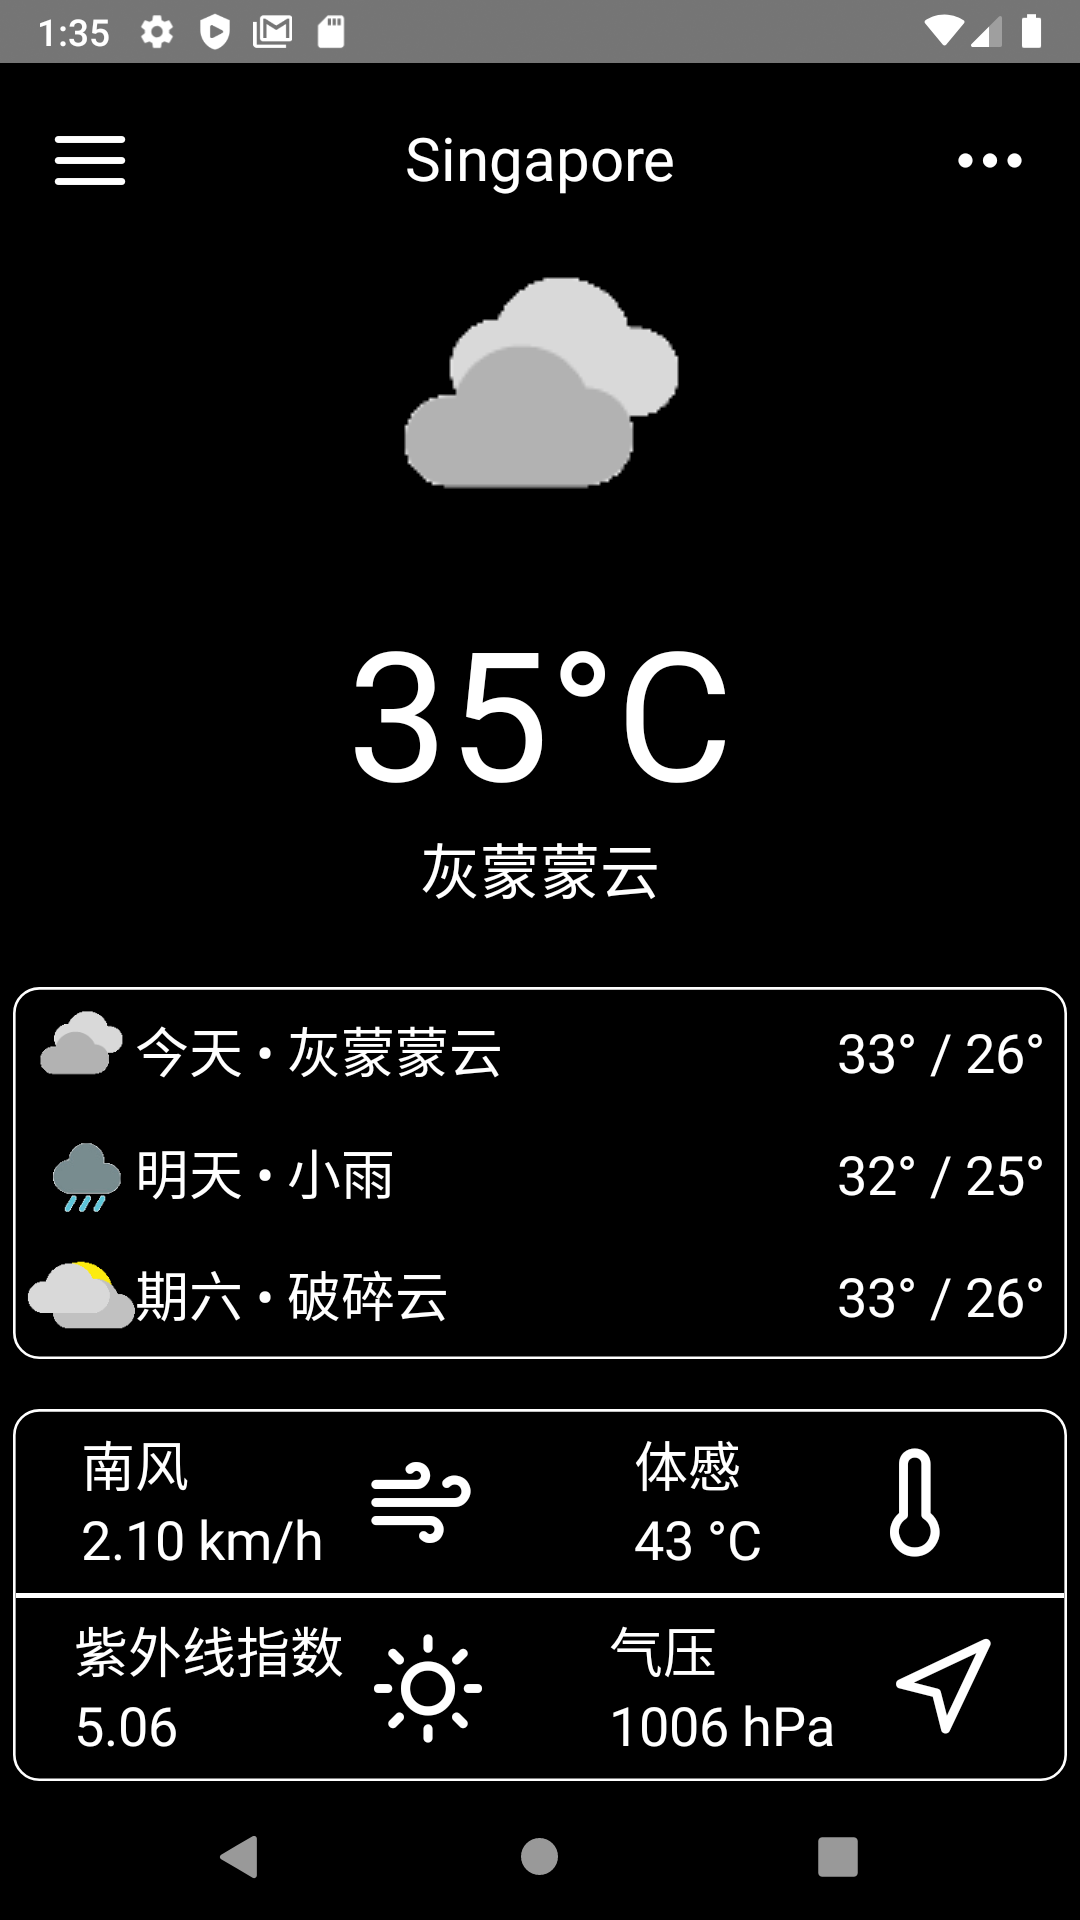 1:35
Singapore
35°C
灰蒙蒙云
今天 • 灰蒙蒙云 33° / 26°
明天 • 小雨 32° / 25°
期六 • 破碎云 33° / 26°
南风 体感
2.10 km/h 43 °C
紫外线指数 气压
5.06 1006 hPa